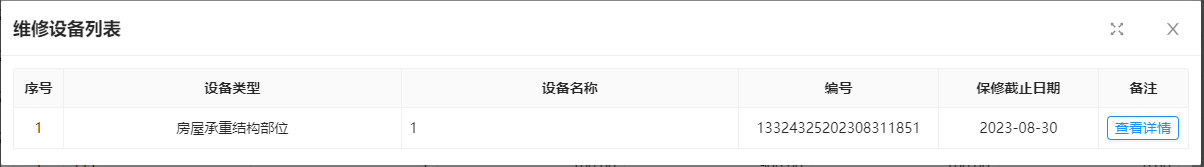 维修设备列表
序号 设备类型 设备名称 编号 保修截止日期 备注
1 房屋承重结构部位 1 13324325202308311851 2023-08-30 查看详情